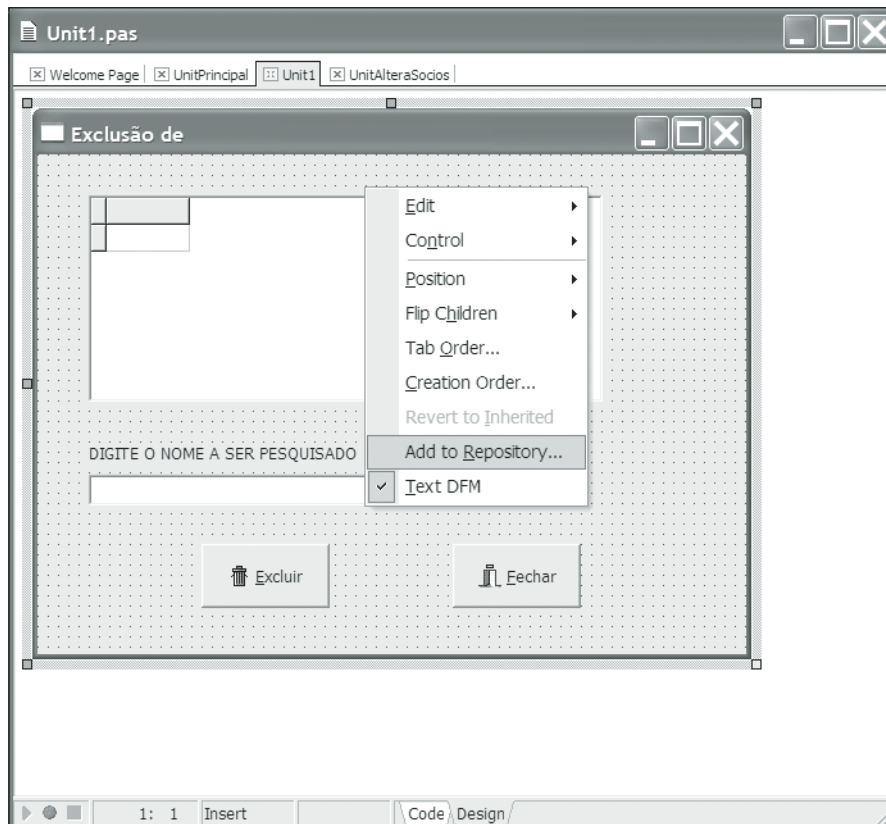 Unit1.pas
Welcome Page UnitPrincipal Unit1 UnitAlteraSocios
Exclusão de
Edit
Control
Position
Flip Children
Tab Order...
Creation Order...
Revert to Inherited
Add to Repository...
Text DFM
DIGITE O NOME A SER PESQUISADO
Excluir
Fechar
1: 1 Insert Code Design